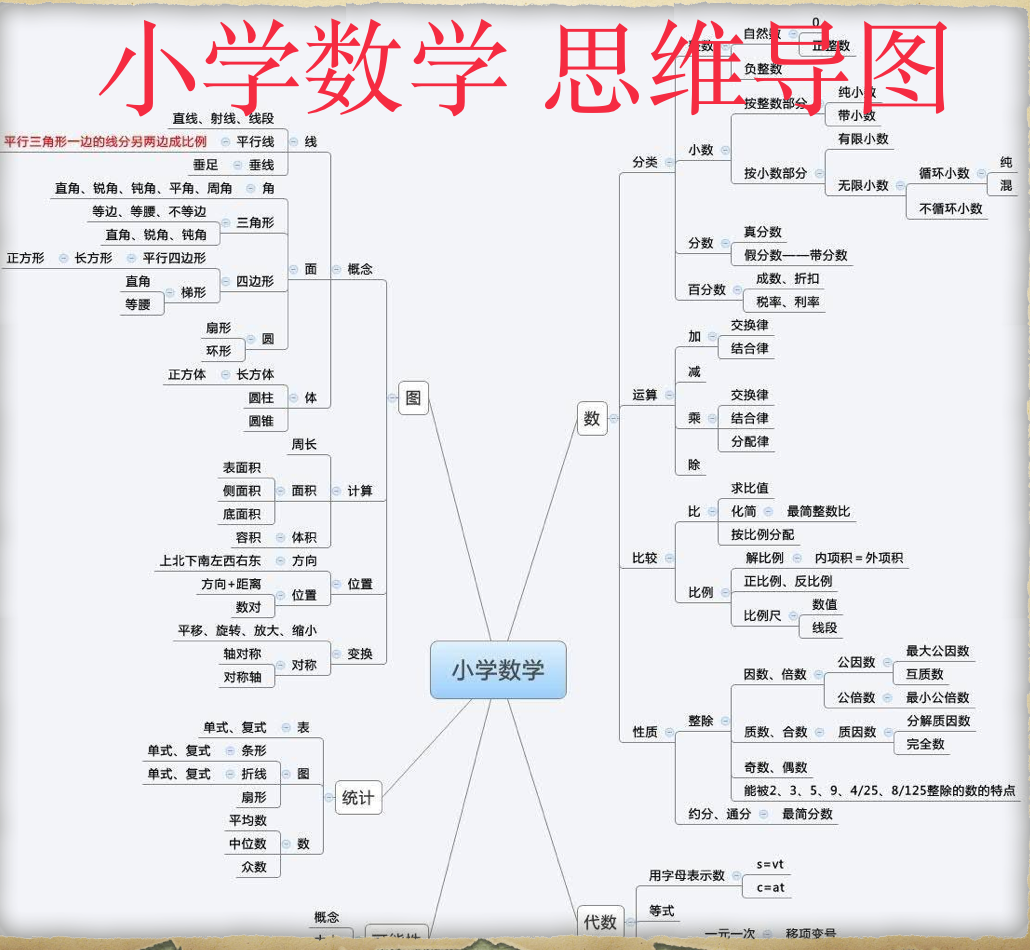 小学数学 思维导图
小学数学
图
概念
线
直线、射线、线段
平行线
平行三角形一边的线分另两边成比例
垂线
垂足
面
角
直角、锐角、钝角、平角、周角
三角形
等边、等腰、不等边
直角、锐角、钝角
四边形
平行四边形
长方形
正方形
梯形
直角
等腰
圆
扇形
环形
体
长方体
正方体
圆柱
圆锥
计算
周长
面积
表面积
侧面积
底面积
体积
容积
位置
方向
上北下南左西右东
位置
方向+距离
数对
变换
平移、旋转、放大、缩小
对称
轴对称
对称轴
统计
表
单式、复式
图
条形
单式、复式
折线
单式、复式
扇形
数
平均数
中位数
众数
概念
数
分类
自然数
0
正整数
负整数
小数
按整数部分
纯小数
带小数
按小数部分
有限小数
无限小数
循环小数
纯
混
不循环小数
分数
真分数
假分数——带分数
百分数
成数、折扣
税率、利率
运算
加
交换律
结合律
减
乘
交换律
结合律
分配律
除
比较
比
求比值
化简
最简整数比
按比例分配
比例
解比例
内项积=外项积
正比例、反比例
比例尺
数值
线段
性质
整除
因数、倍数
公因数
最大公因数
互质数
公倍数
最小公倍数
质数、合数
质因数
分解质因数
完全数
奇数、偶数
能被2、3、5、9、4/25、8/125整除的数的特点
约分、通分
最简分数
代数
用字母表示数
s=vt
c=at
等式
一元一次
移项变号